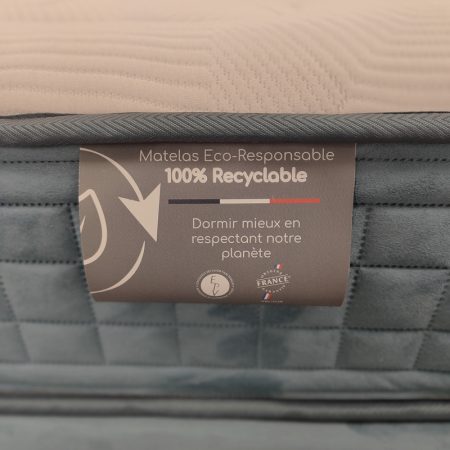 Matelas Eco-Responsable
100% Recyclable
Dormir mieux en
respectant notre
planète
FRANCE